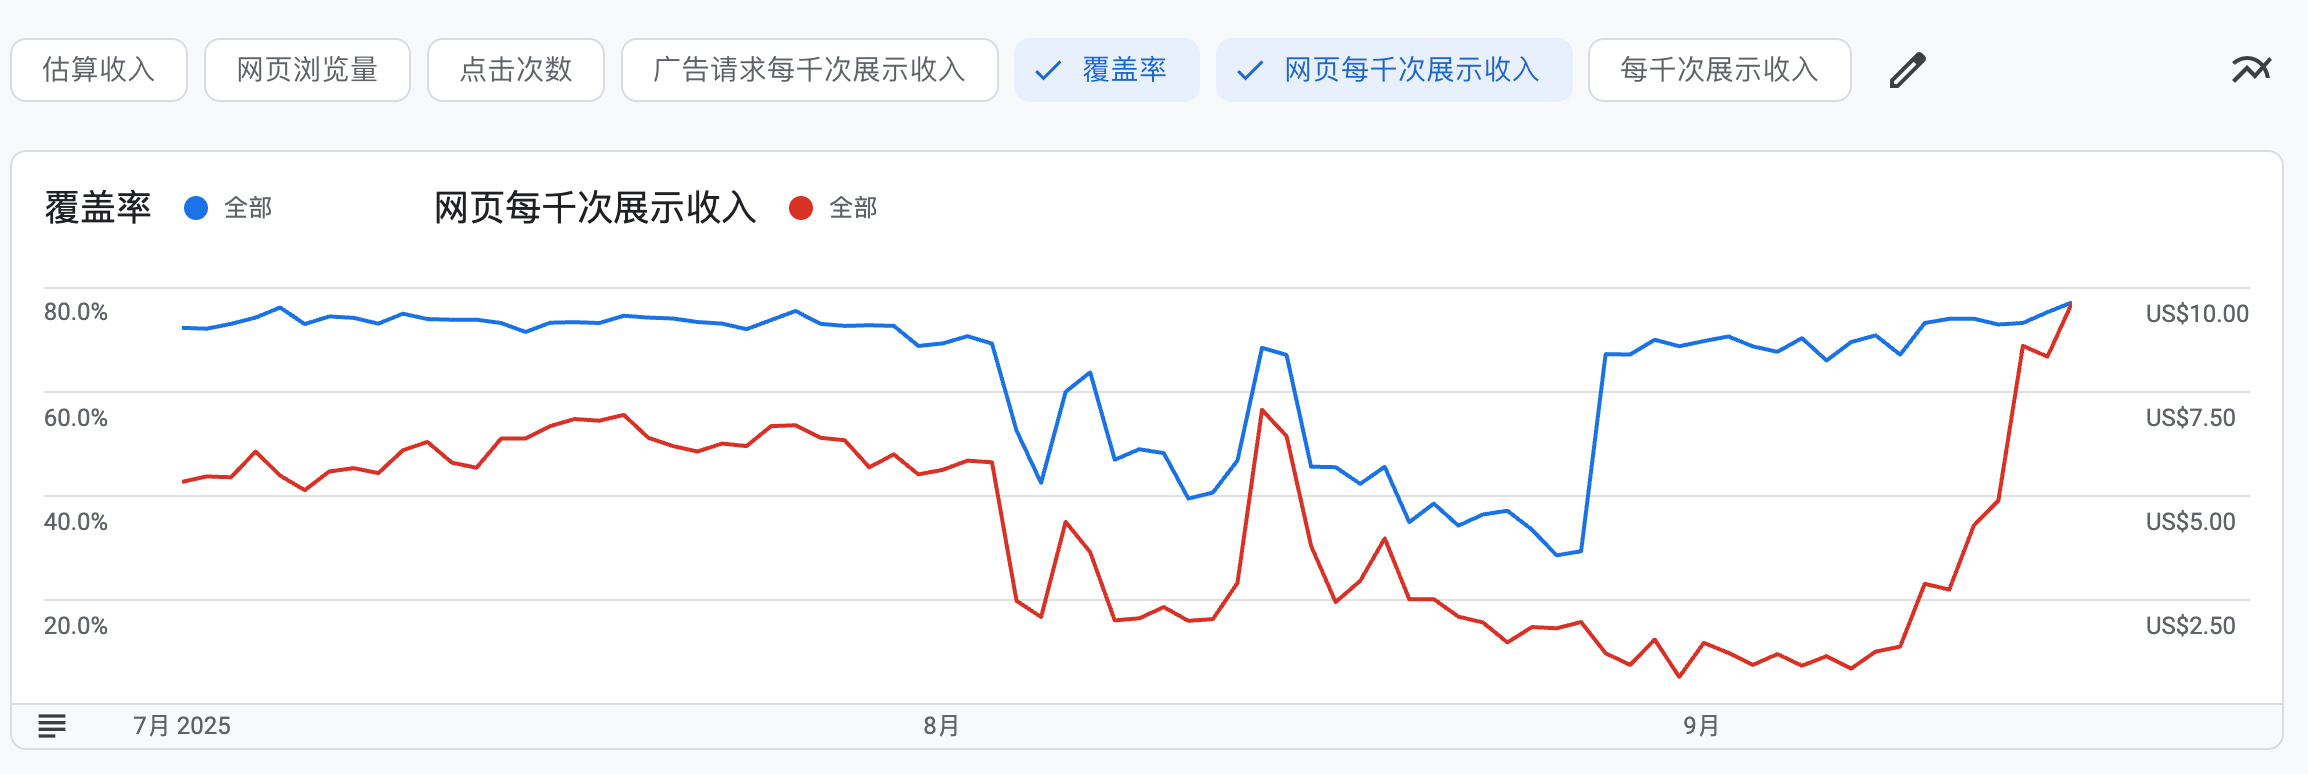 估算收入 网页浏览量 点击次数 广告请求每千次展示收入 覆盖率 网页每千次展示收入 每千次展示收入
覆盖率 全部 网页每千次展示收入 全部
80.0% US$10.00
60.0% US$7.50
40.0% US$5.00
20.0% US$2.50
7月 2025 8月 9月